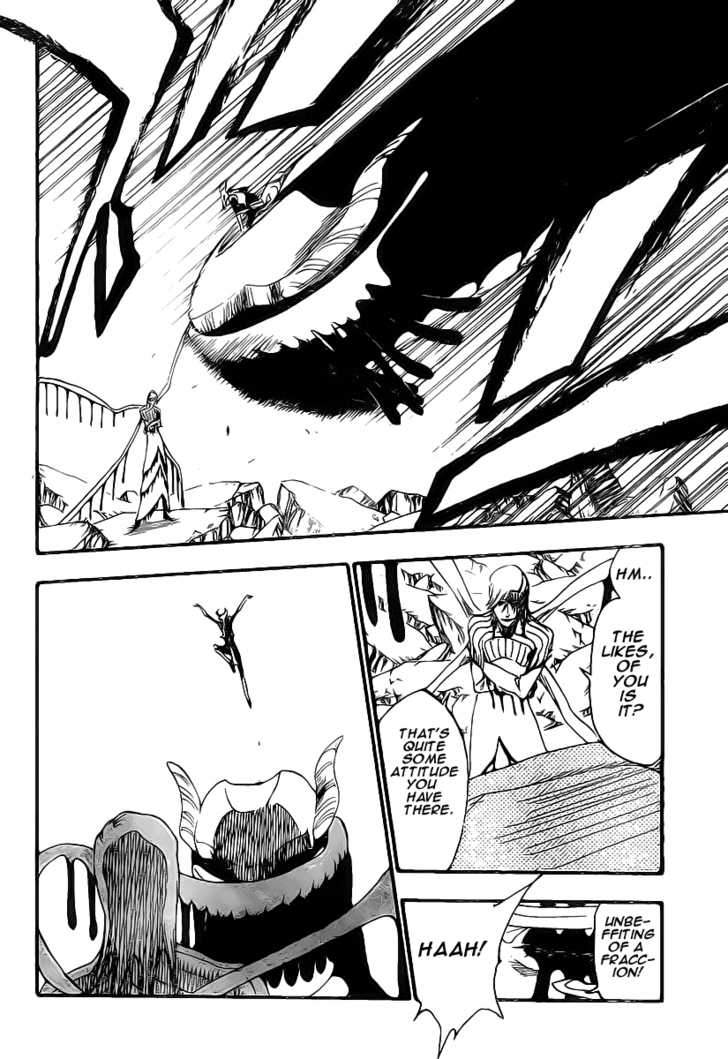 HM..
THE
LIKES,
OF
YOU
IS
IT?
THAT'S
QUITE
SOME
ATTITUDE
YOU
HAVE
THERE.
UNBE-
FFITING
OF A
FRACC-
ION!
HAAH!